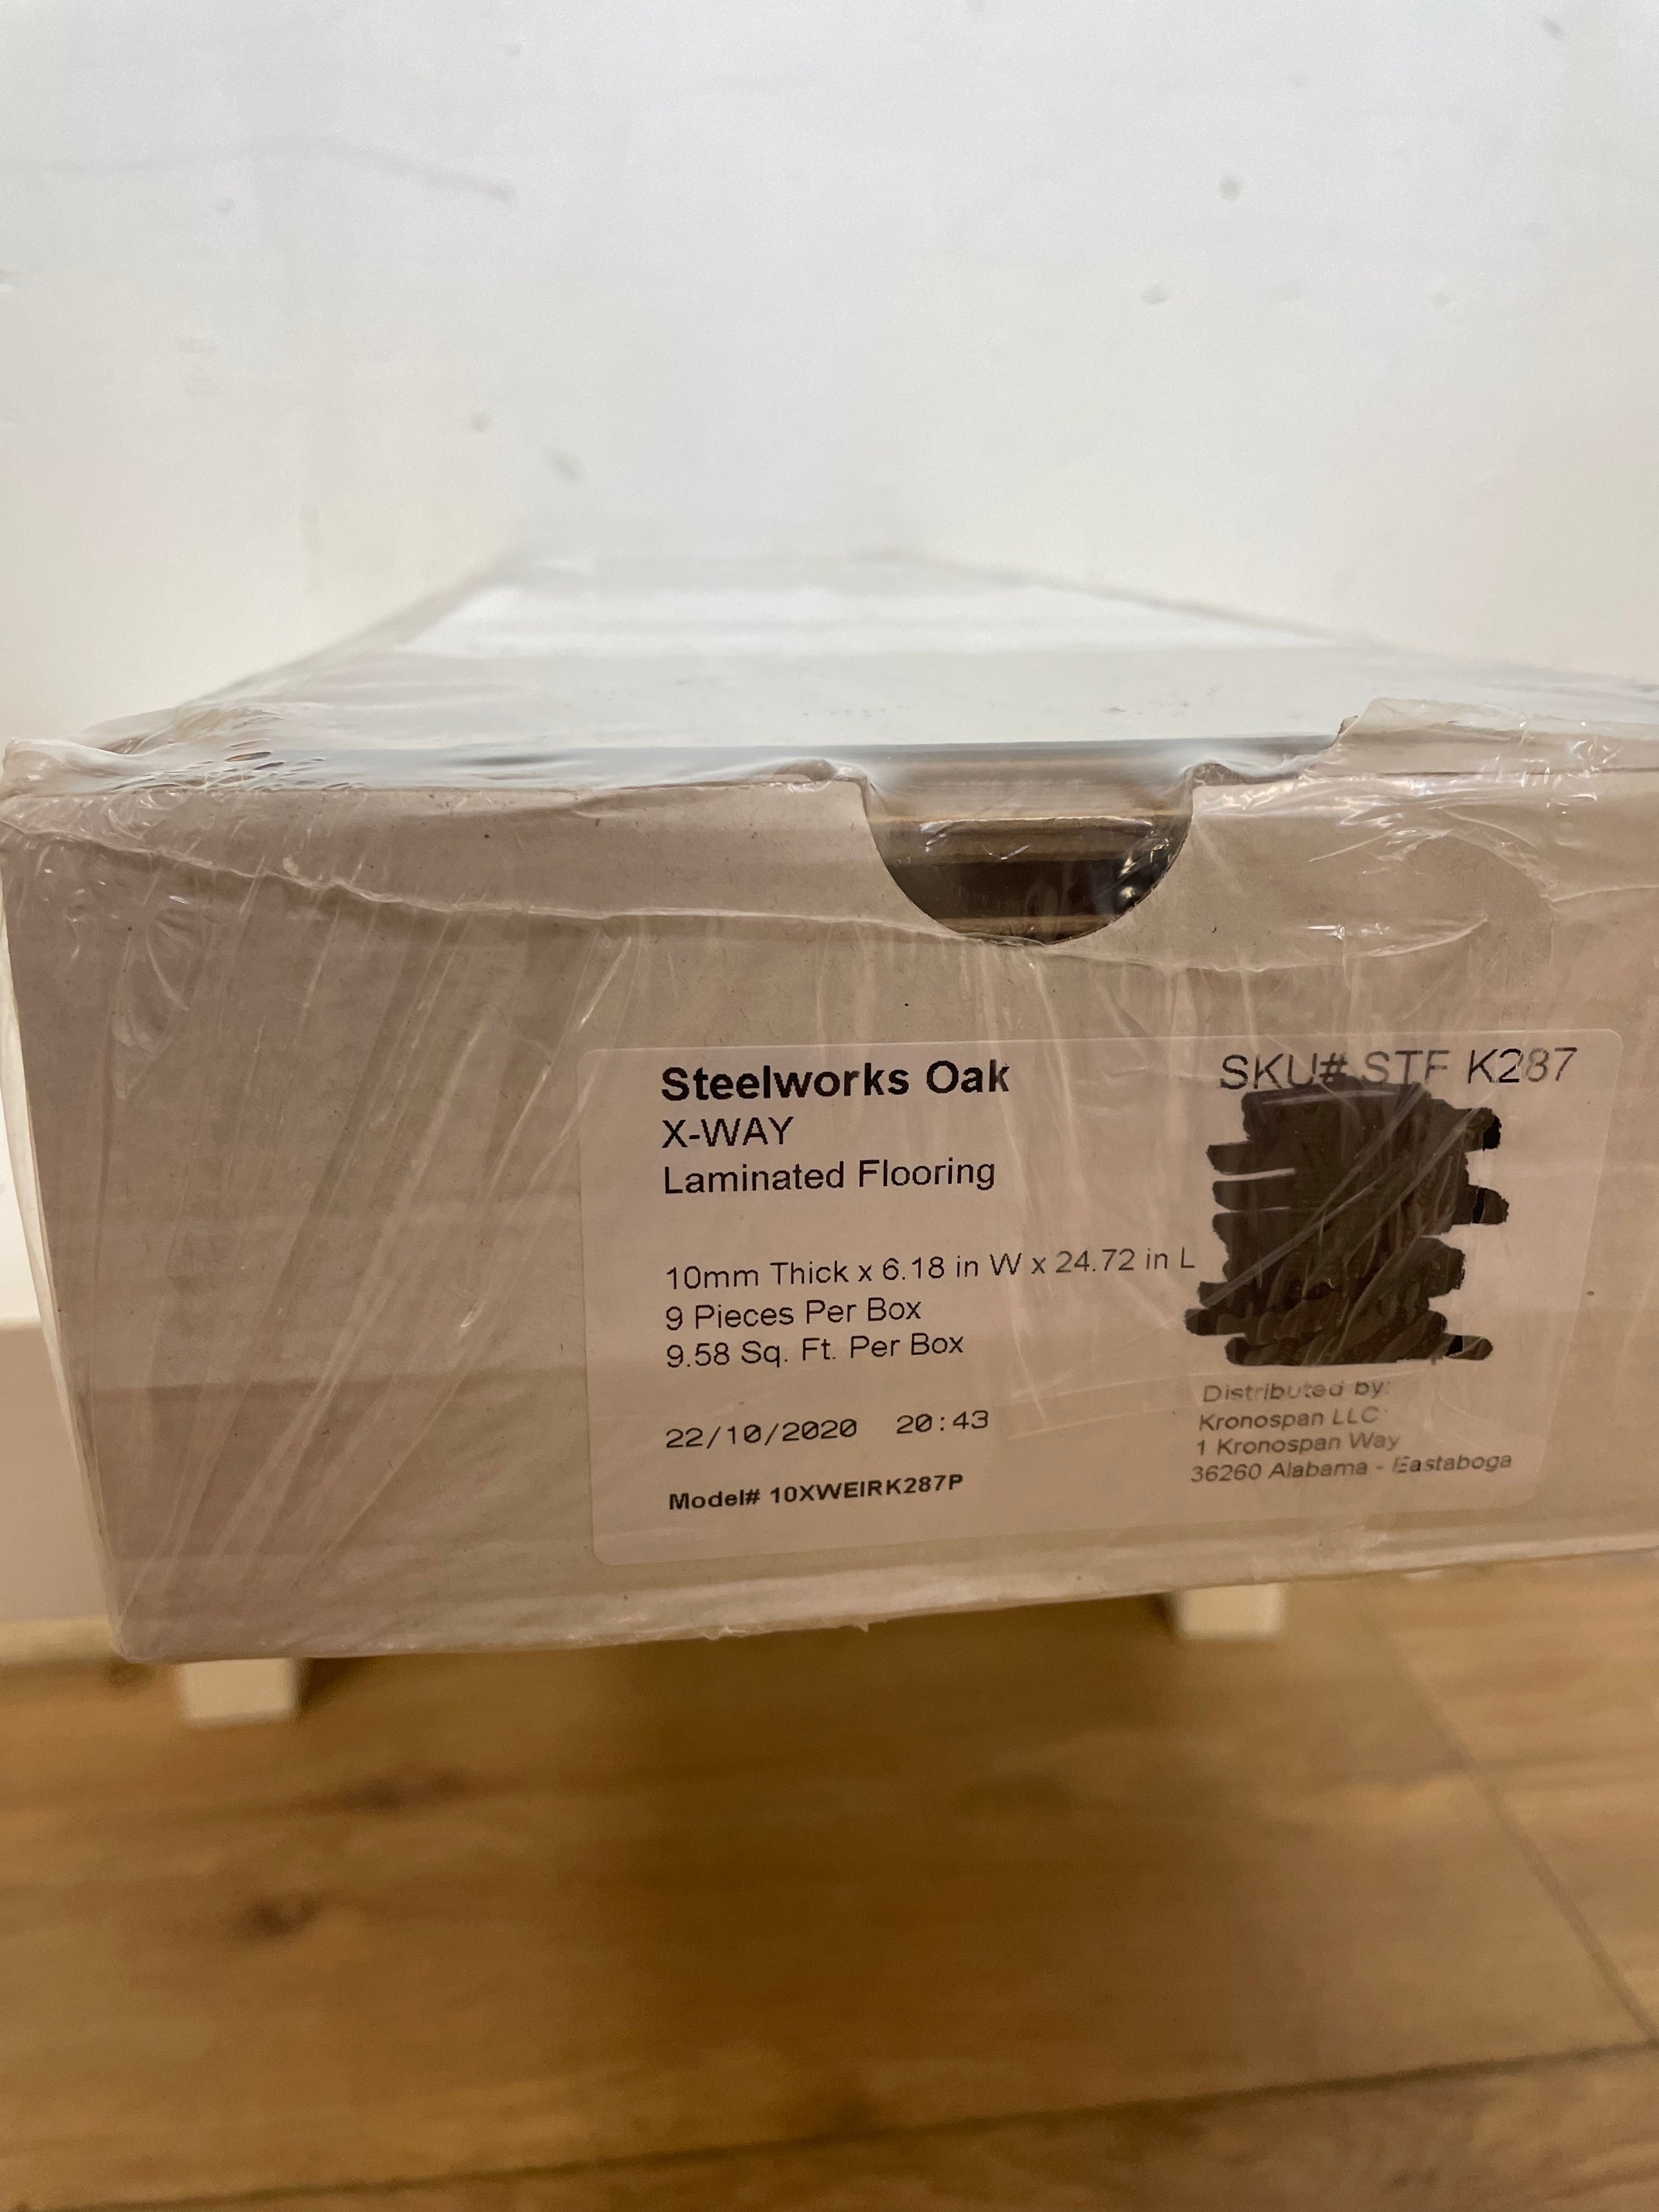 Steelworks Oak
X-WAY
Laminated Flooring
SKU# STF K287
10mm Thick x 6.18 in W x 24.72 in L
9 Pieces Per Box
9.58 Sq. Ft. Per Box
22/10/2020 20:43
Model# 10XWEIRK287P
Distributed by:
Kronospan LLC
1 Kronospan Way
36260 Alabama - Eastaboga